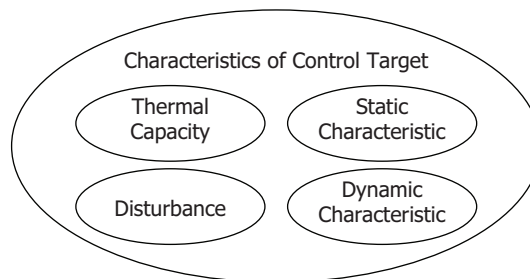 Characteristics of Control Target
Thermal
Capacity
Static
Characteristic
Disturbance
Dynamic
Characteristic